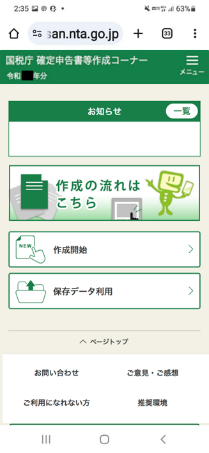 2:35
63%
san.nta.go.jp
33
国税庁 確定申告書等作成コーナー
令和 年分
メニュー
お知らせ
一覧
作成の流れは
こちら
NEW
作成開始
保存データ利用
ページトップ
お問い合わせ
ご意見・ご感想
ご利用になれない方
推奨環境